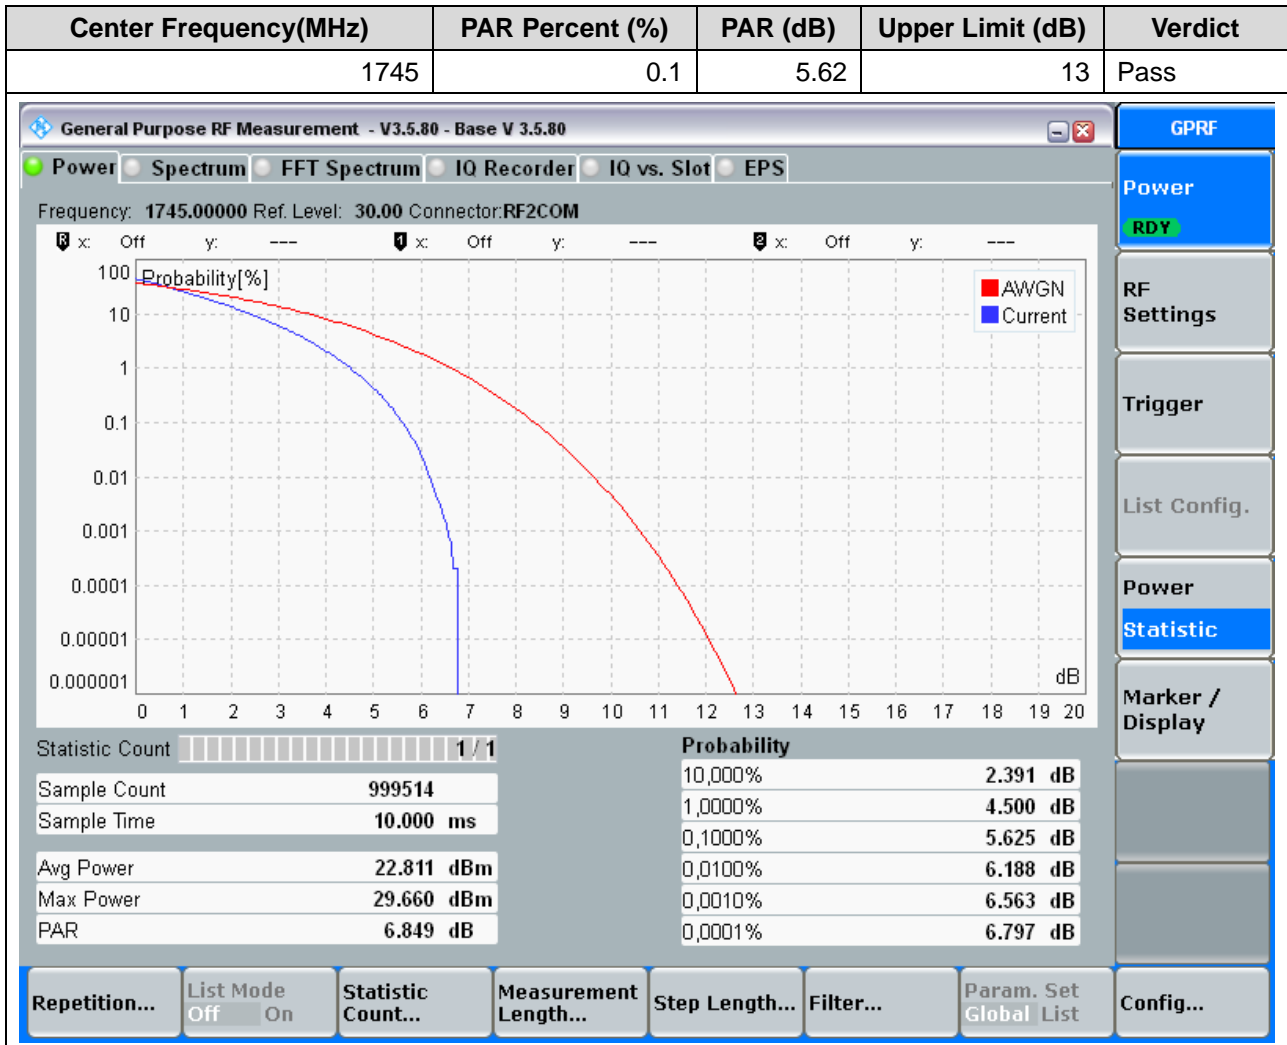 Center Frequency(MHz) PAR Percent (%) PAR (dB) Upper Limit (dB) Verdict
1745 0.1 5.62 13 Pass
General Purpose RF Measurement - V3.5.80 - Base V 3.5.80
GPRF
Power Spectrum FFT Spectrum IQ Recorder IQ vs. Slot EPS
Frequency: 1745.00000 Ref. Level: 30.00 Connector:RF2COM
R x: Off y: --- 1 x: Off y: --- 2 x: Off y: ---
Probability[%]
AWGN
Current
100
10
1
0.1
0.01
0.001
0.0001
0.00001
0.000001
dB
0 1 2 3 4 5 6 7 8 9 10 11 12 13 14 15 16 17 18 19 20
Statistic Count 1 / 1
Sample Count 999514
Sample Time 10.000 ms
Avg Power 22.811 dBm
Max Power 29.660 dBm
PAR 6.849 dB
Probability
10,000% 2.391 dB
1,0000% 4.500 dB
0,1000% 5.625 dB
0,0100% 6.188 dB
0,0010% 6.563 dB
0,0001% 6.797 dB
Power
RDY
RF
Settings
Trigger
List Config.
Power
Statistic
Marker /
Display
Repetition...
List Mode
Off On
Statistic
Count...
Measurement
Length...
Step Length...
Filter...
Param. Set
Global List
Config...